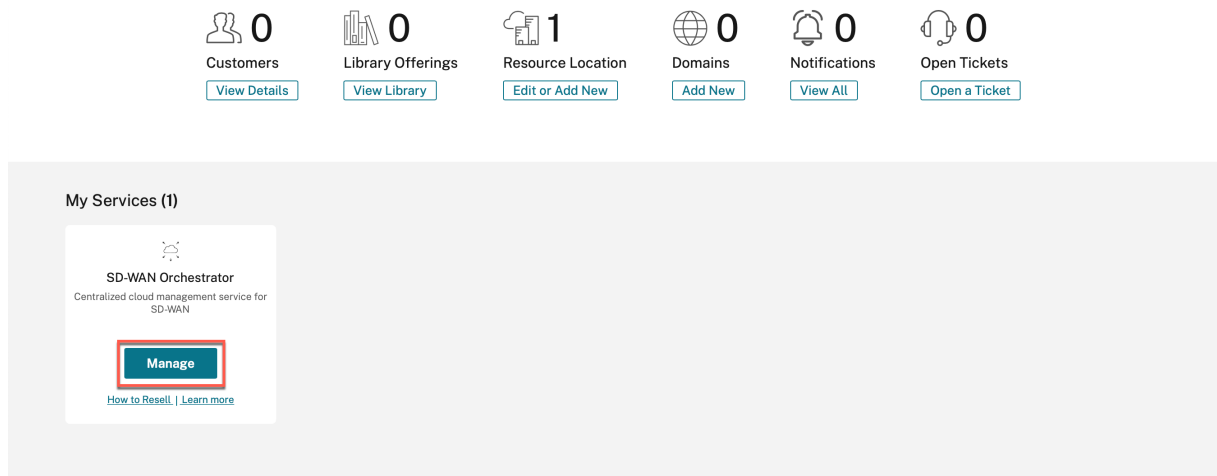 0 0 1 0 0 0
Customers Library Offerings Resource Location Domains Notifications Open Tickets
View Details View Library Edit or Add New Add New View All Open a Ticket
My Services (1)
SD-WAN Orchestrator
Centralized cloud management service for
SD-WAN
Manage
How to Resell | Learn more